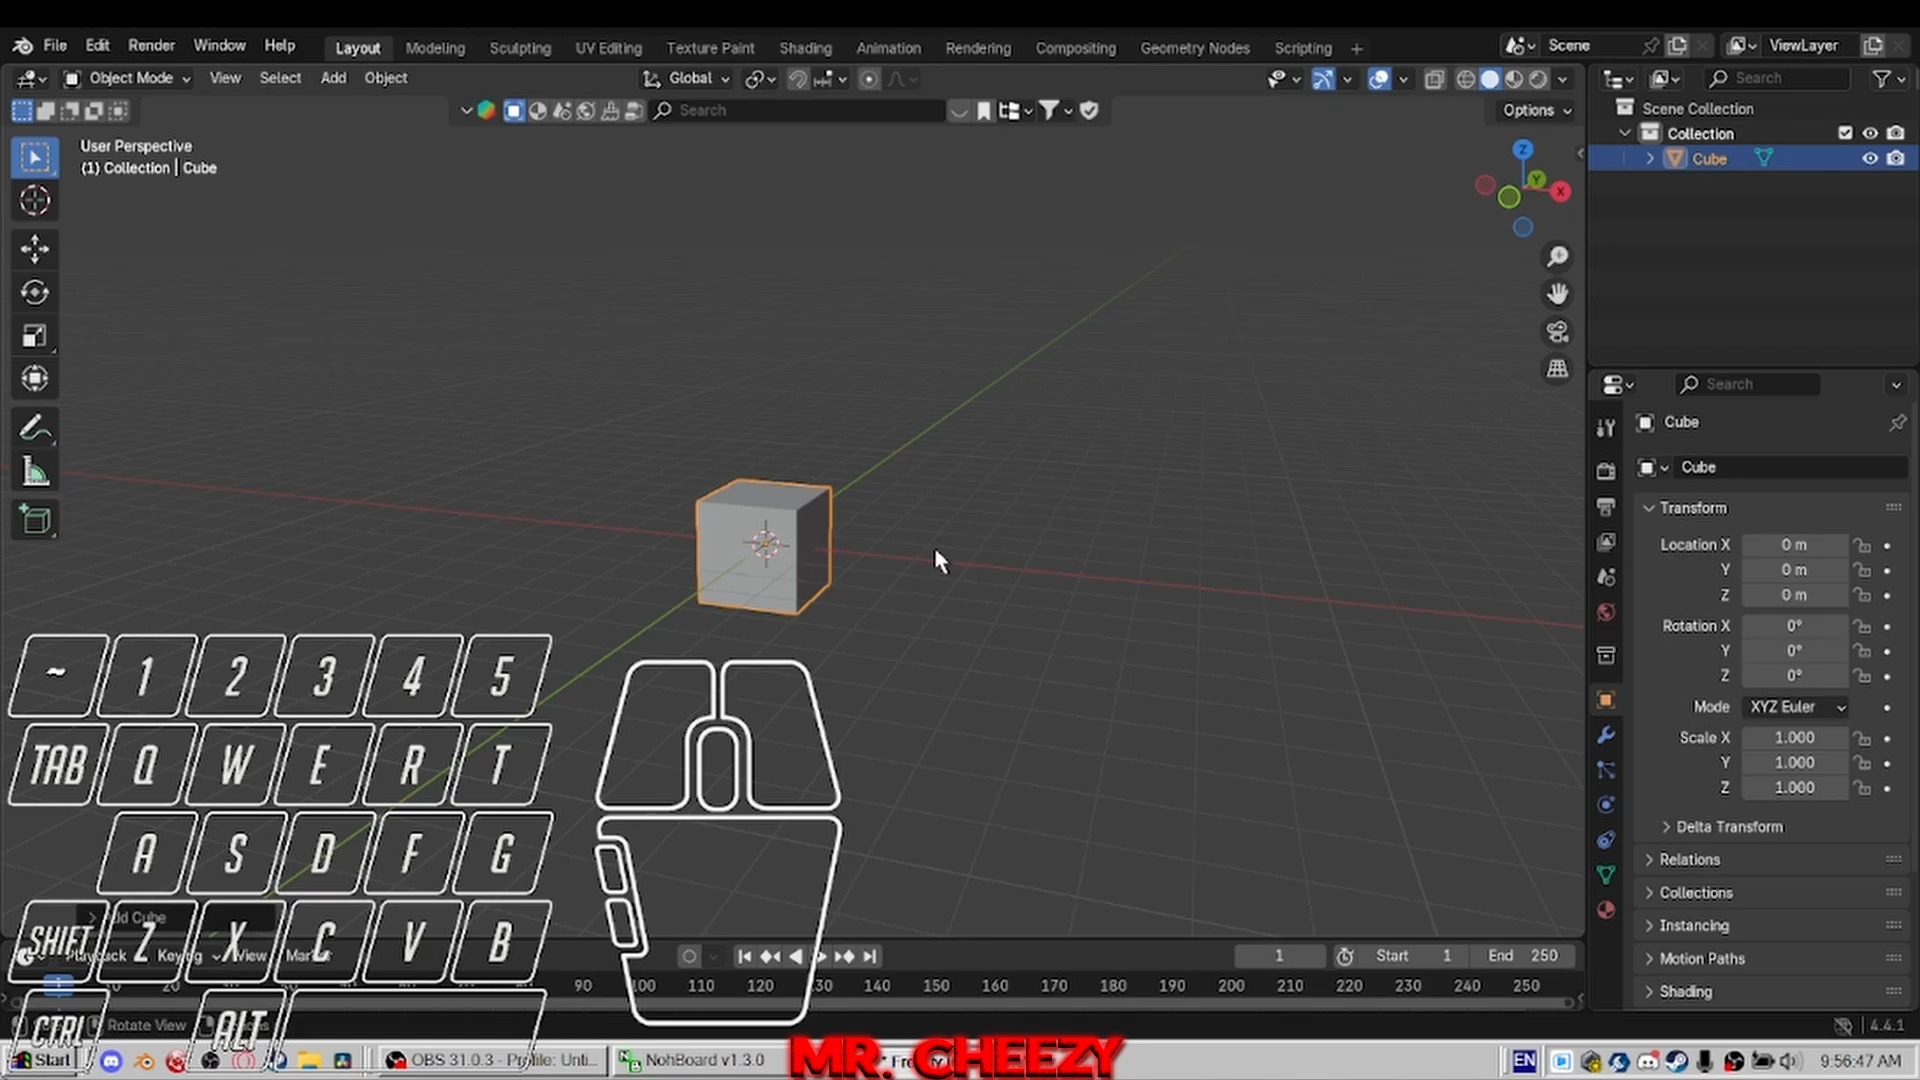 File Edit Render Window Help Layout Modeling Sculpting UV Editing Texture Paint Shading Animation Rendering Compositing Geometry Nodes Scripting + Scene ViewLayer
Object Mode View Select Add Object Global Search
Search Options
User Perspective
(1) Collection | Cube
Z
Y
X
Scene Collection
Collection
Cube
Search
Cube
Cube
Transform
Location X 0 m
Y 0 m
Z 0 m
Rotation X 0°
Y 0°
Z 0°
Mode XYZ Euler
Scale X 1.000
Y 1.000
Z 1.000
Delta Transform
Relations
Collections
Instancing
Motion Paths
Shading
~ 1 2 3 4 5
TAB Q W E R T
A S D F G
Cube
SHIFT Z X C V B
View
1 Start 1 End 250
90 100 110 120 130 140 150 160 170 180 190 200 210 220 230 240 250
CTRL ALT
Rotate View
4.4.1
Start OBS 31.0.3 - Profile: Unti... NohBoard v1.3.0 EN 9:56:47 AM
MR. CHEEZY